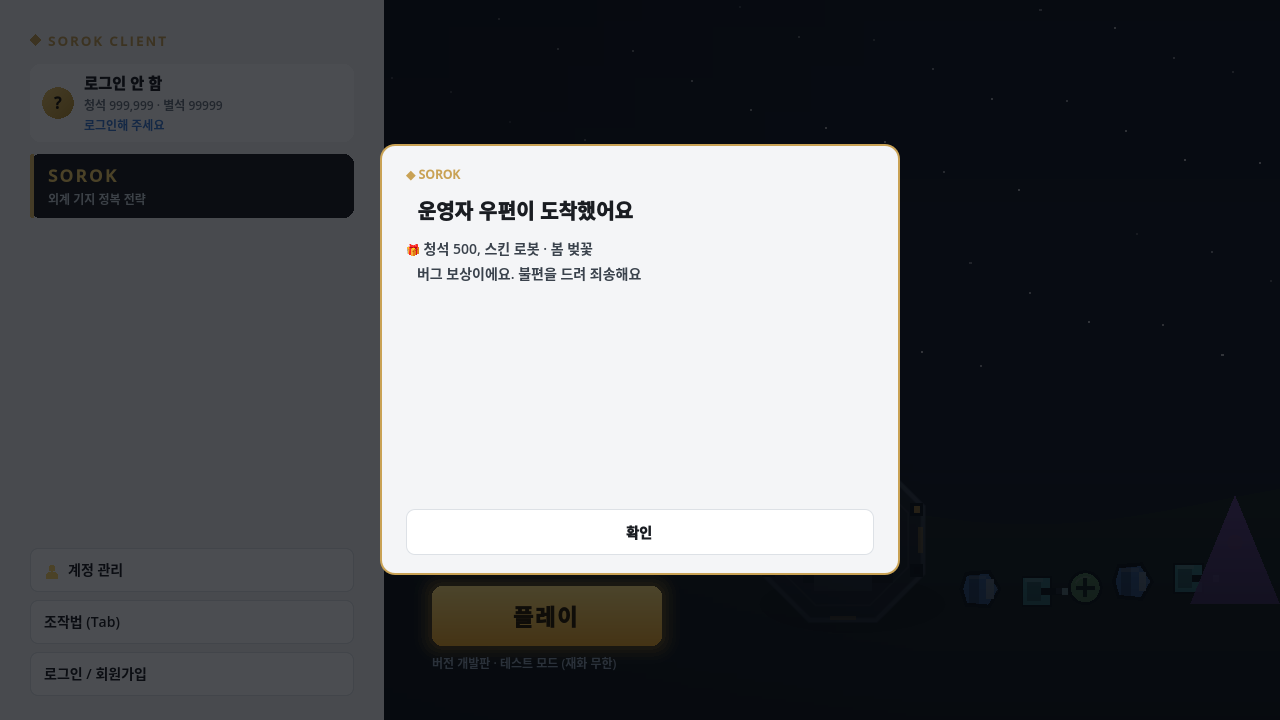 SOROK CLIENT
?
로그인 안 함
청석 999,999 · 별석 99999
로그인해 주세요
SOROK
외계 기지 정복 전략
SOROK
운영자 우편이 도착했어요
청석 500, 스킨 로봇 · 봄 벚꽃
버그 보상이에요. 불편을 드려 죄송해요
확인
플레이
버전 개발판 · 테스트 모드 (재화 무한)
계정 관리
조작법 (Tab)
로그인 / 회원가입